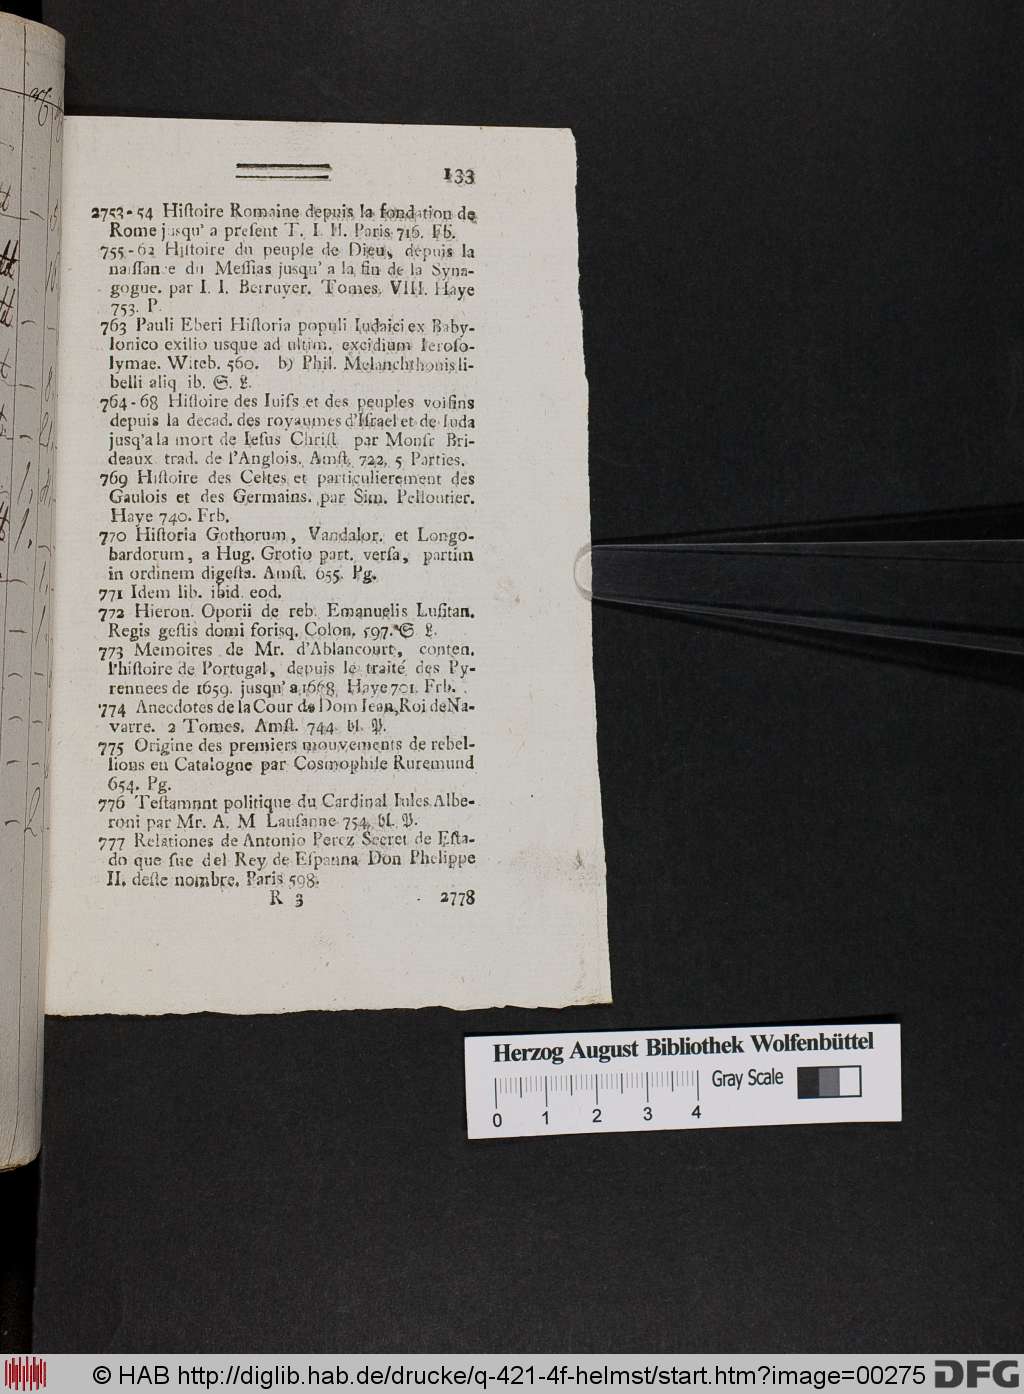 133
2753-54 Hiſtoire Romaine depuis la fondation de
Rome jusqu' a preſent T. I. II. Paris 716. Fb.
755-62 Hiſtoire du peuple de Dieu, depuis la
naiſſance du Meſſias jusqu' a la fin de la Syna-
gogue. par I. I. Berruyer. Tomes. VIII. Haye
753. P.
763 Pauli Eberi Hiſtoria populi Iudaici ex Baby-
lonico exilio usque ad ultim. excidium Ieroſo-
lymae. Witeb. 560. b) Phil. Melanchthonis li-
belli aliq ib. S. L.
764-68 Hiſtoire des Iuifs et des peuples voiſins
depuis la decad. des royaumes d'Iſrael et de Iuda
jusq'a la mort de Ieſus Chriſt par Monſr Bri-
deaux trad. de l'Anglois. Amſt. 722. 5 Parties.
769 Hiſtoire des Celtes et particulierement des
Gaulois et des Germains. par Sim. Pelloutier.
Haye 740. Frb.
770 Hiſtoria Gothorum, Vandalor. et Longo-
bardorum, a Hug. Grotio part. verſa, partim
in ordinem digeſta. Amſt. 655. Pg.
771 Idem lib. ibid. eod.
772 Hieron. Oporii de reb. Emanuelis Luſitan.
Regis geſtis domi forisq. Colon. 597. S. L.
773 Memoires de Mr. d'Ablancourt, conten.
l'hiſtoire de Portugal, depuis le traité des Py-
rennees de 1659. jusqu' a 1668. Haye 701. Frb.
774 Anecdotes de la Cour de Dom Iean, Roi de Na-
varre. 2 Tomes. Amſt. 744. bl. P.
775 Origine des premiers mouvements de rebel-
lions en Catalogne par Cosmophile Ruremund
654. Pg.
776 Teſtamnnt politique du Cardinal Iules Albe-
roni par Mr. A. M Lauſanne 754. bl. P.
777 Relationes de Antonio Perez Secret de Eſta-
do que fue del Rey de Eſpanna Don Phelippe
II. deſte nombre. Paris 598.
R 3 2778
Herzog August Bibliothek Wolfenbüttel
Gray Scale
0 1 2 3 4
© HAB http://diglib.hab.de/drucke/q-421-4f-helmst/start.htm?image=00275 DFG